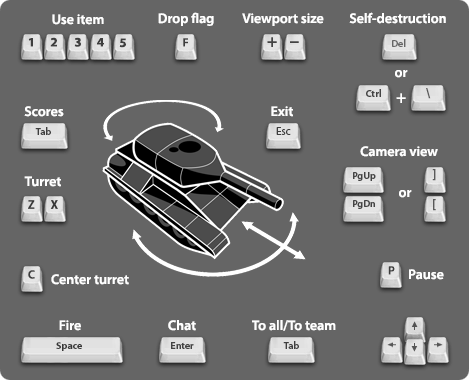 Use item
Drop flag
Viewport size
Self-destruction
1 2 3 4 5
F
+ −
Del
or
Ctrl + \
Scores
Tab
Exit
Esc
Camera view
PgUp
]
or
PgDn
[
Turret
Z X
C Center turret
P Pause
Fire
Space
Chat
Enter
To all/To team
Tab
↑
← ↓ →